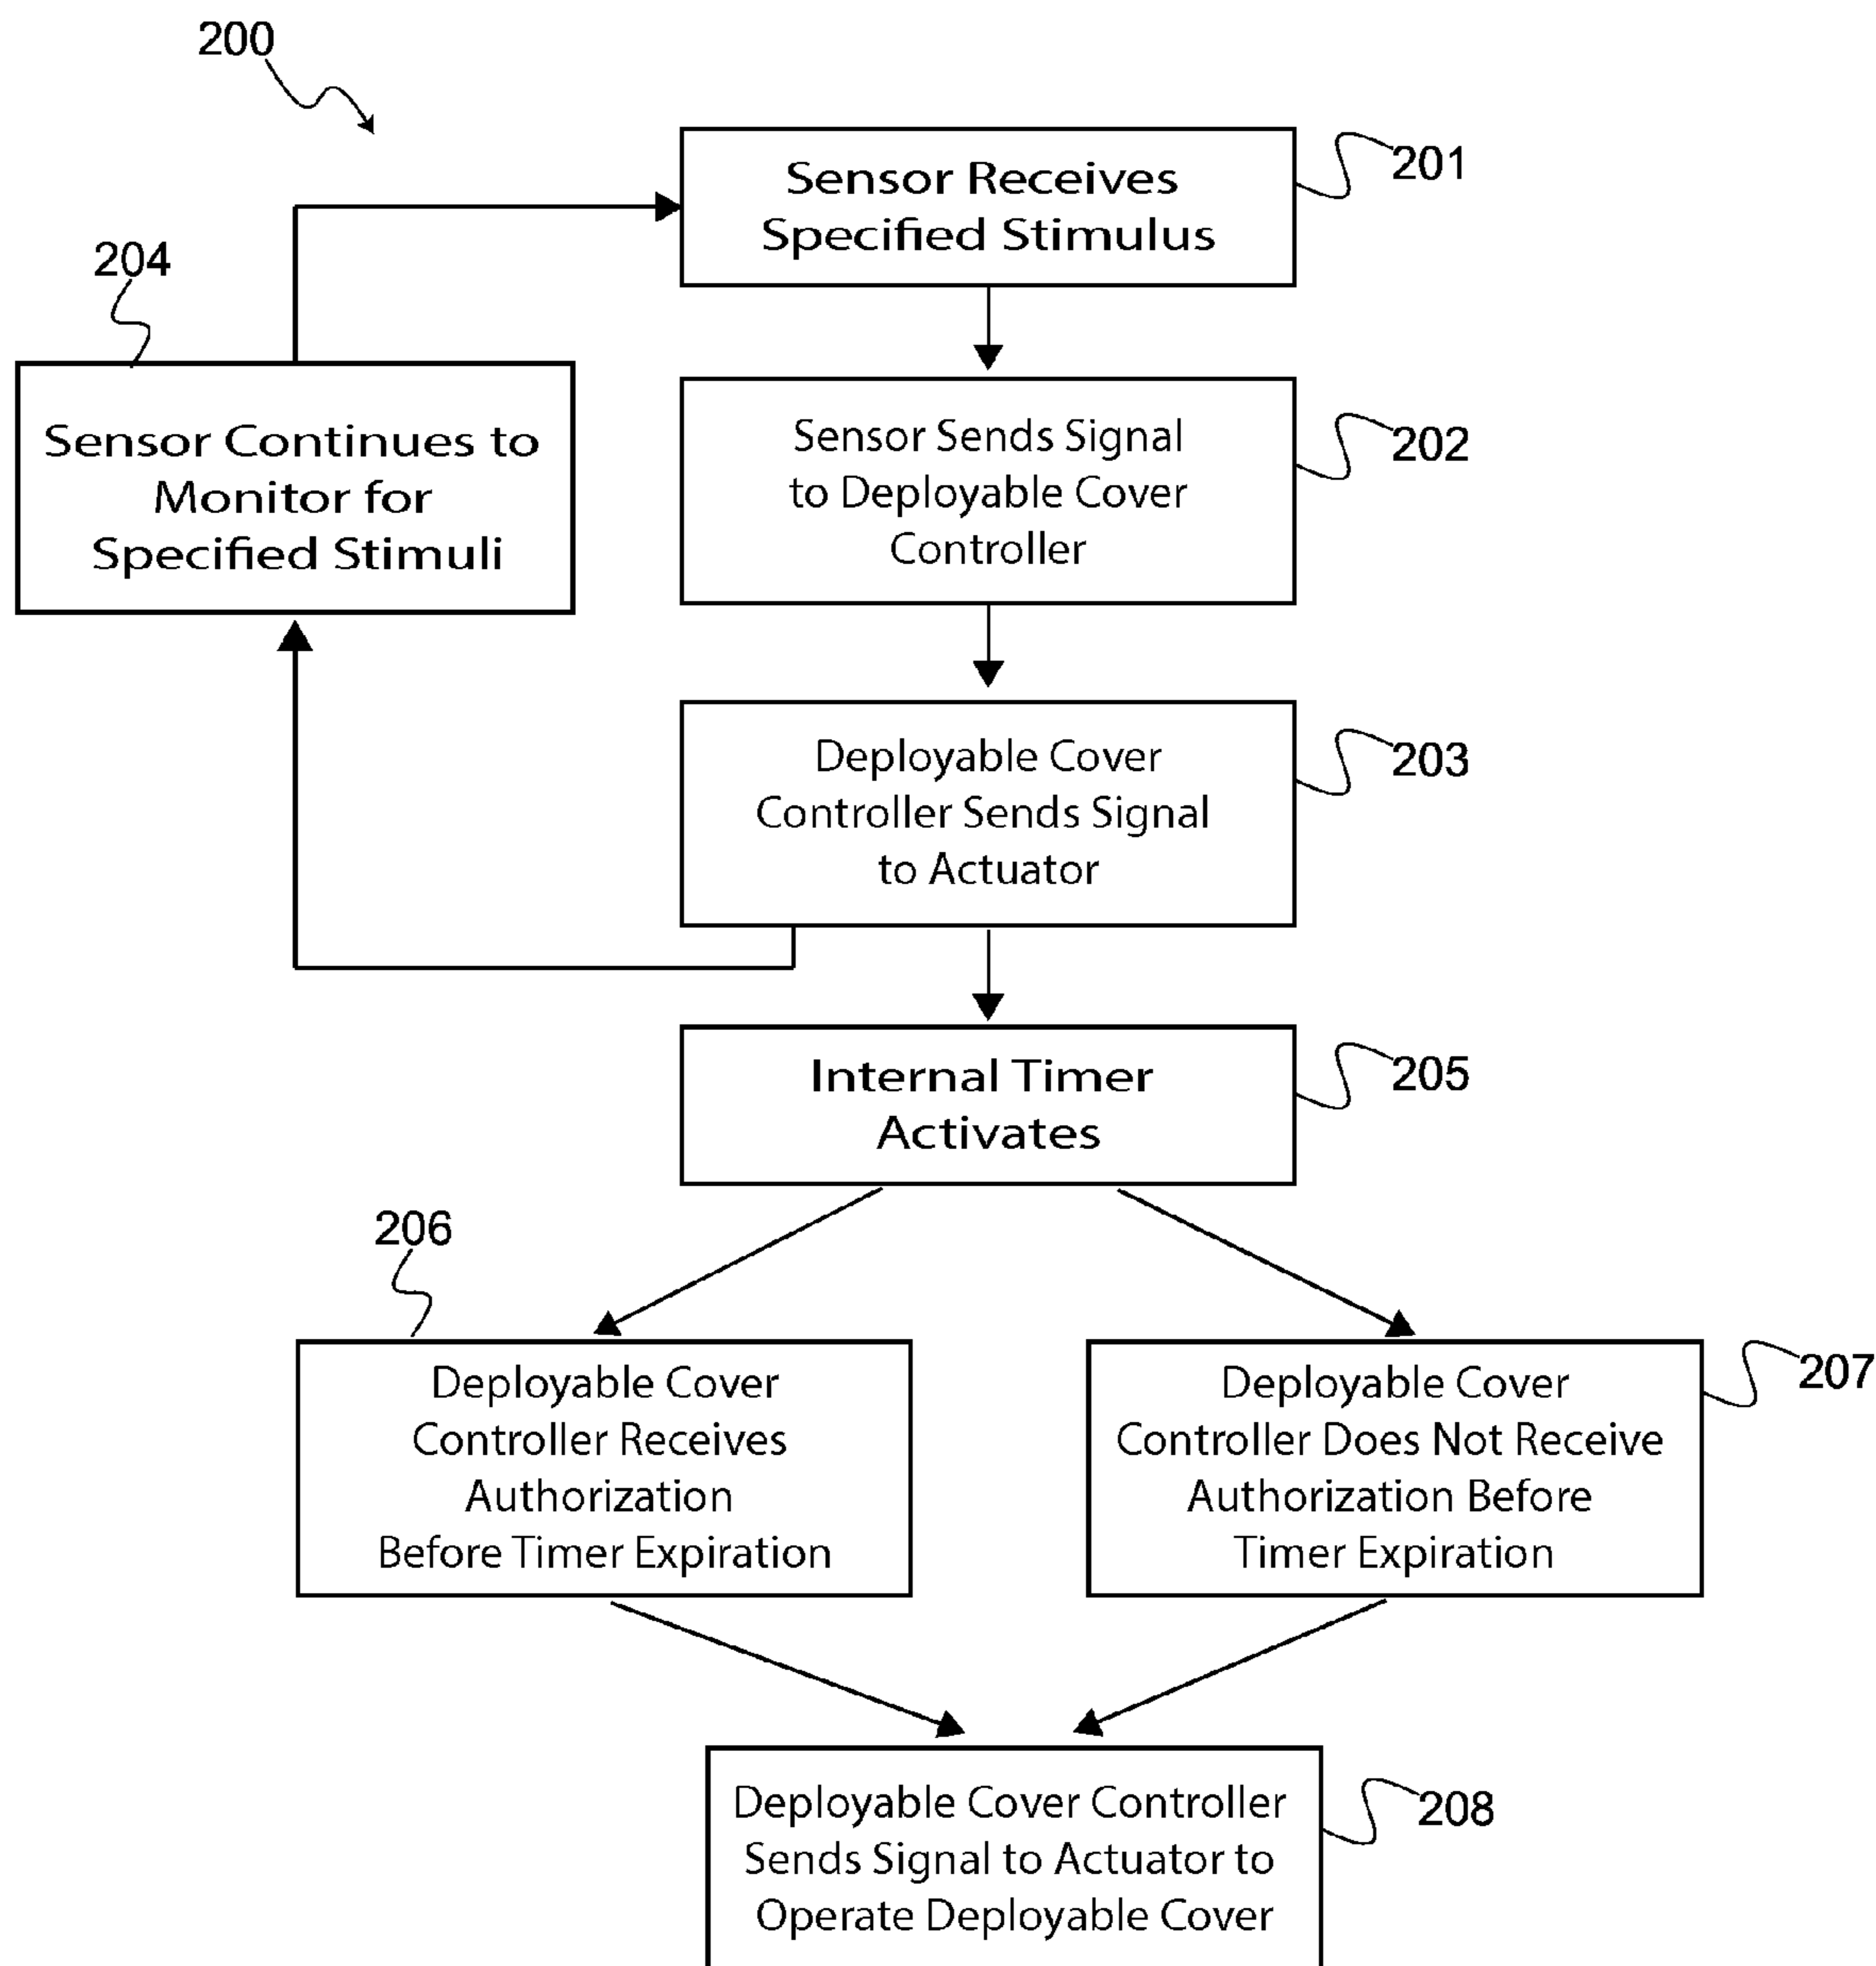 200
Sensor Receives
Specified Stimulus
201
204
Sensor Continues to
Monitor for
Specified Stimuli
Sensor Sends Signal
to Deployable Cover
Controller
202
Deployable Cover
Controller Sends Signal
to Actuator
203
Internal Timer
Activates
205
206
Deployable Cover
Controller Receives
Authorization
Before Timer Expiration
Deployable Cover
Controller Does Not Receive
Authorization Before
Timer Expiration
207
Deployable Cover Controller
Sends Signal to Actuator to
Operate Deployable Cover
208